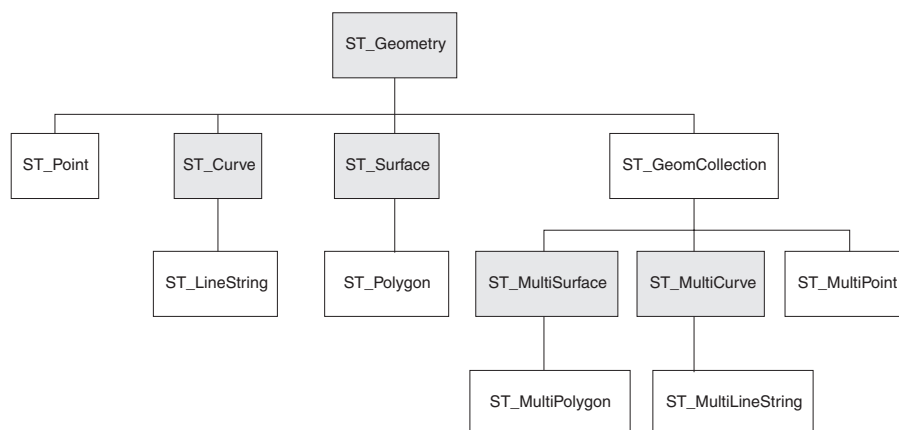 ST_Geometry
ST_Point
ST_Curve
ST_Surface
ST_GeomCollection
ST_LineString
ST_Polygon
ST_MultiSurface
ST_MultiCurve
ST_MultiPoint
ST_MultiPolygon
ST_MultiLineString